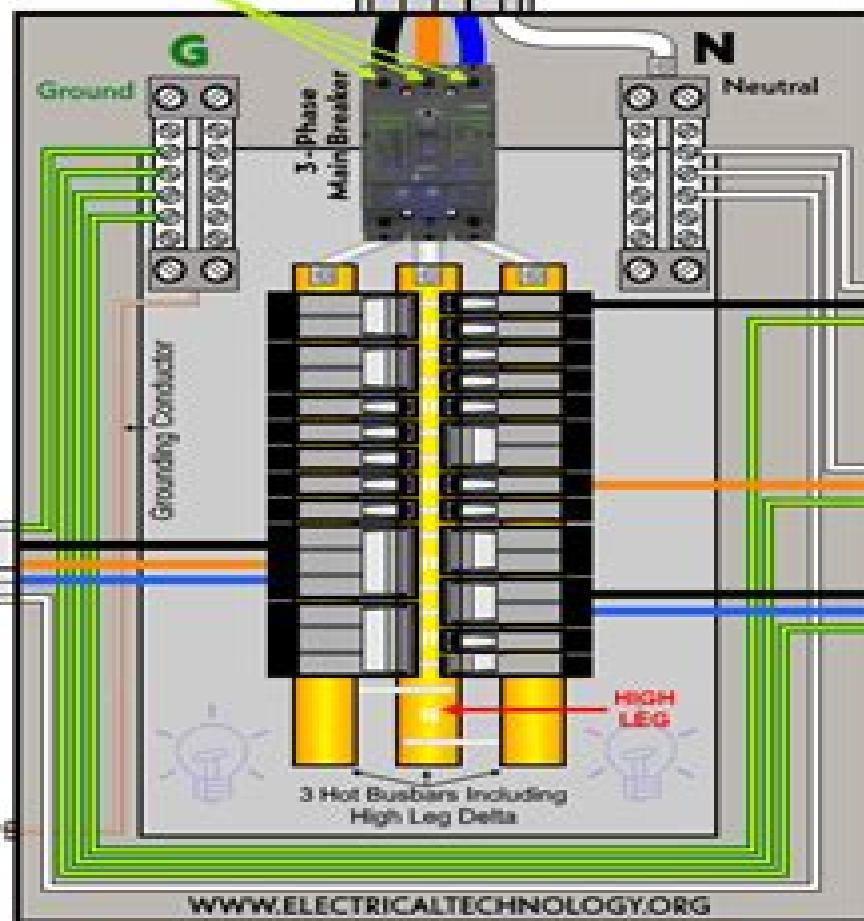 G
N
Ground
Neutral
3-Phase
Main Breaker
Grounding Conductor
HIGH
LEG
3 Hot Busbars Including
High Leg Delta
WWW.ELECTRICALTECHNOLOGY.ORG